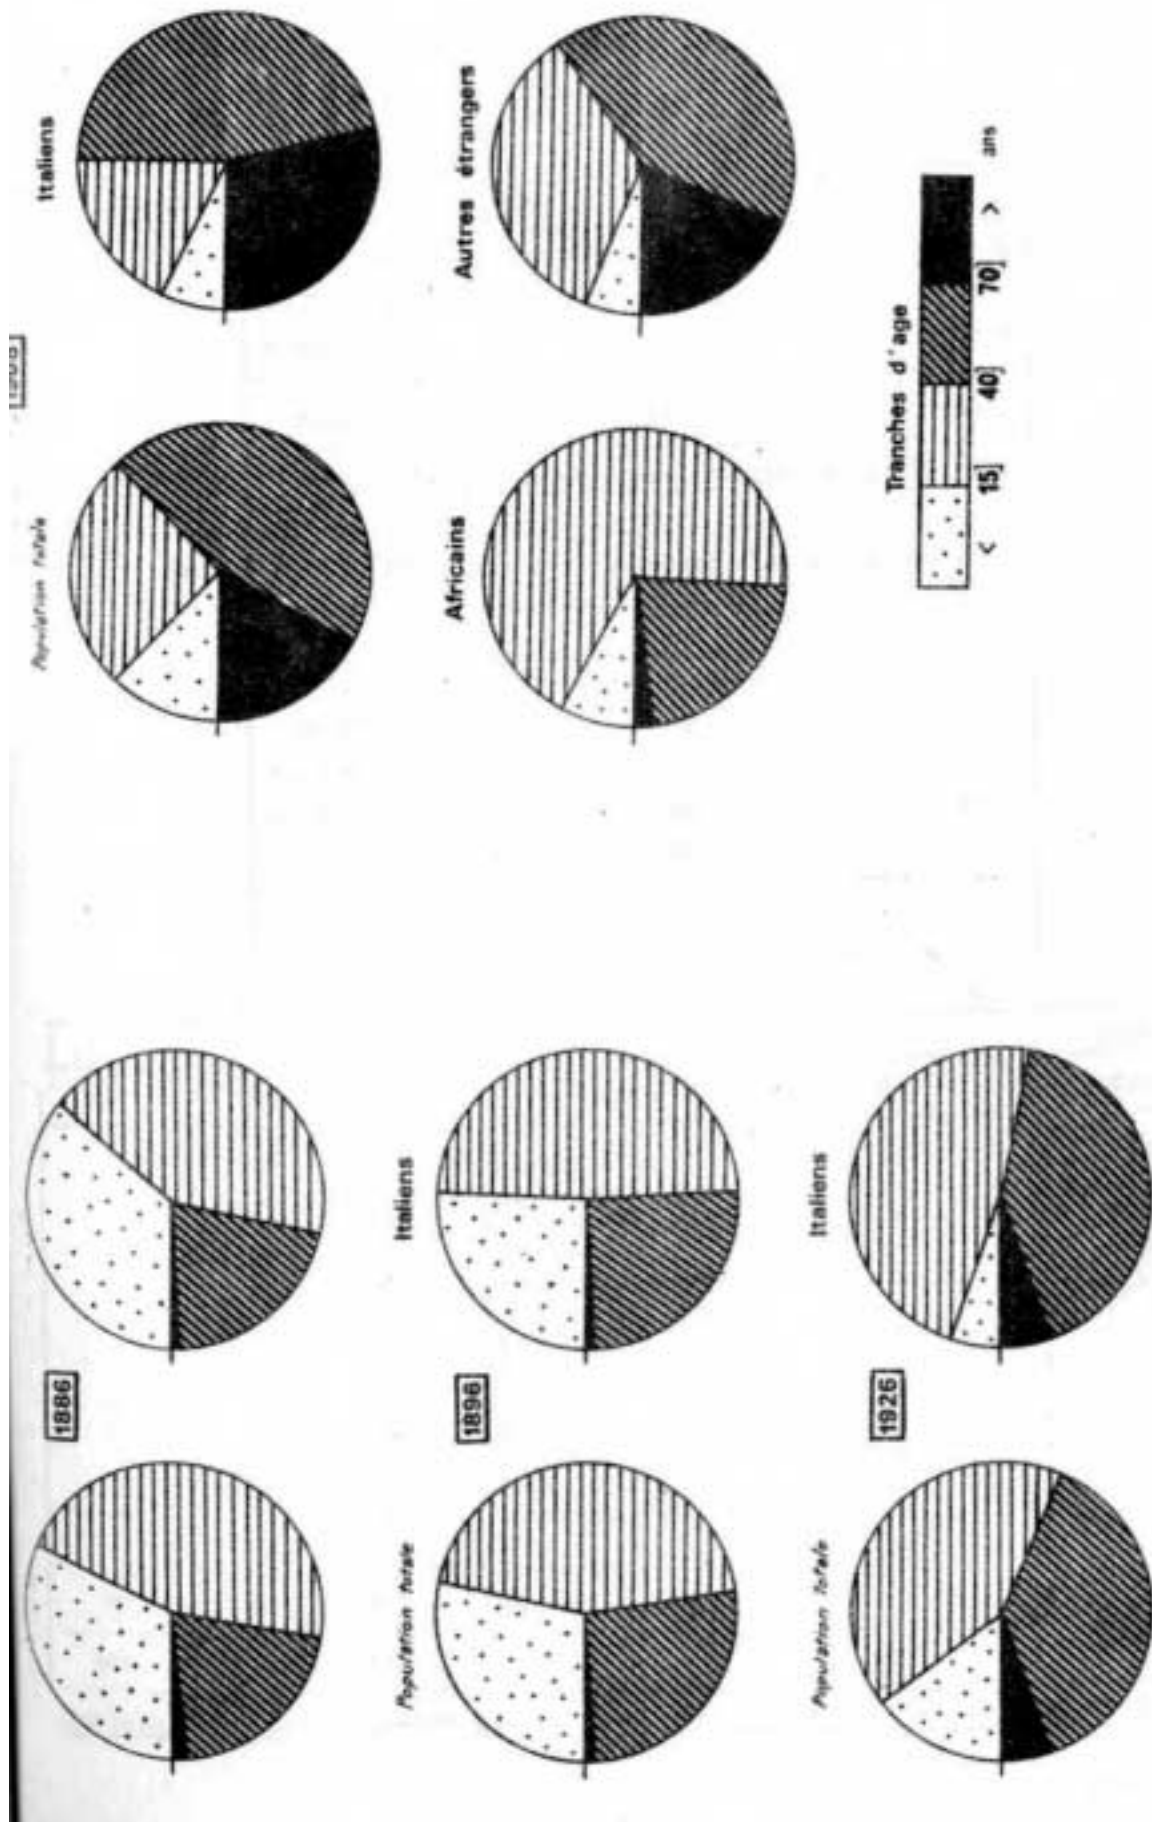 1886
Population totale
1896
Italiens
Population totale
1926
Italiens
Population totale
Italiens
Africains
Autres étrangers
Tranches d'age
< 15] 40] 70] > ans